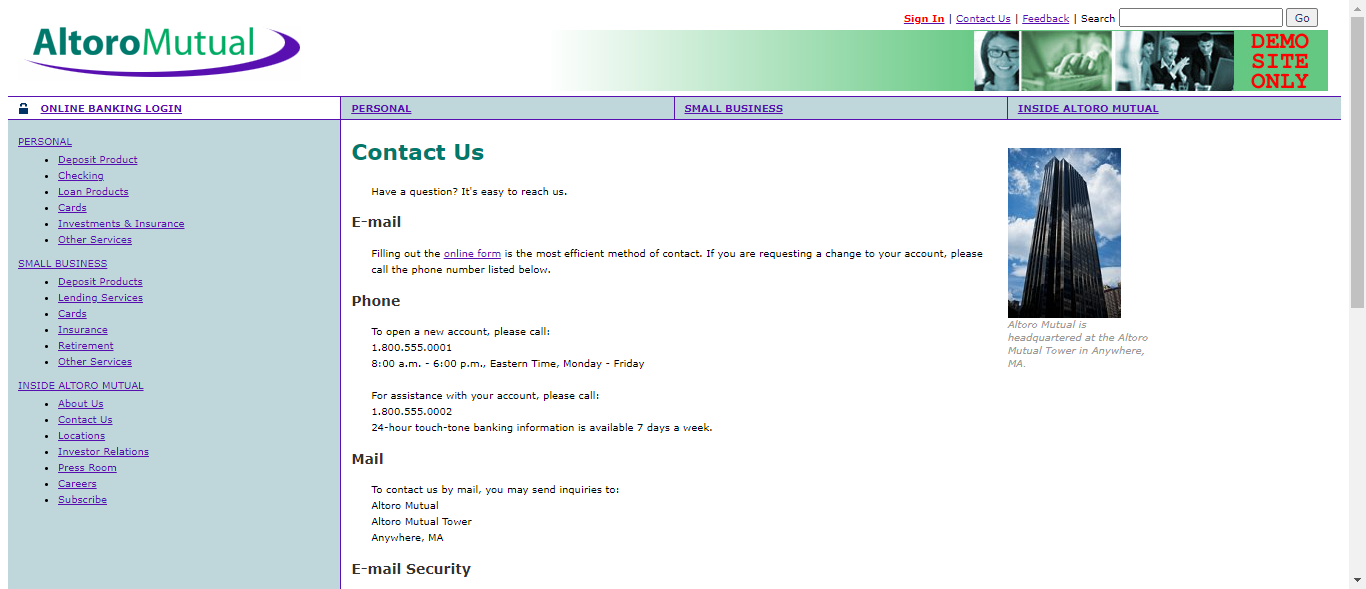 Sign In | Contact Us | Feedback | Search Go
AltoroMutual
DEMO
SITE
ONLY
ONLINE BANKING LOGIN
PERSONAL
SMALL BUSINESS
INSIDE ALTORO MUTUAL
PERSONAL
Deposit Product
Checking
Loan Products
Cards
Investments & Insurance
Other Services
SMALL BUSINESS
Deposit Products
Lending Services
Cards
Insurance
Retirement
Other Services
INSIDE ALTORO MUTUAL
About Us
Contact Us
Locations
Investor Relations
Press Room
Careers
Subscribe
Contact Us
Have a question? It's easy to reach us.
E-mail
Filling out the online form is the most efficient method of contact. If you are requesting a change to your account, please
call the phone number listed below.
Phone
To open a new account, please call:
1.800.555.0001
8:00 a.m. - 6:00 p.m., Eastern Time, Monday - Friday
For assistance with your account, please call:
1.800.555.0002
24-hour touch-tone banking information is available 7 days a week.
Mail
To contact us by mail, you may send inquiries to:
Altoro Mutual
Altoro Mutual Tower
Anywhere, MA
E-mail Security
Altoro Mutual is
headquartered at the Altoro
Mutual Tower in Anywhere,
MA.